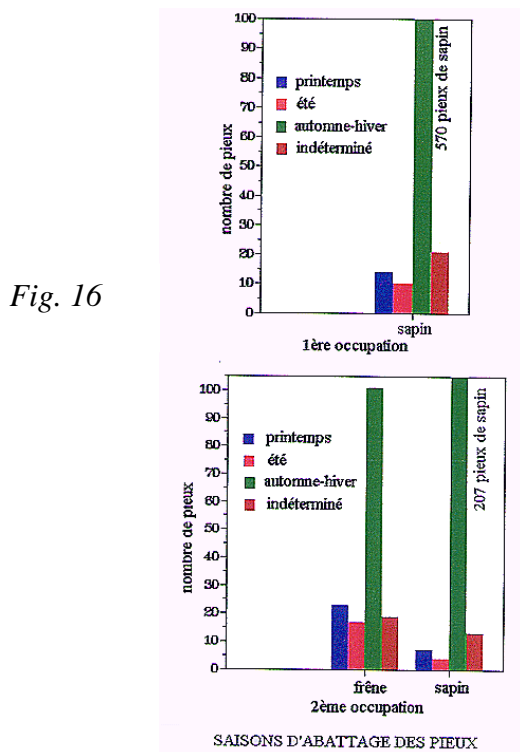 Fig. 16
100
90
80
70
60
50
40
30
20
10
0
nombre de pieux
printemps
été
automne-hiver
indéterminé
570 pieux de sapin
sapin
1ère occupation
100
90
80
70
60
50
40
30
20
10
0
nombre de pieux
printemps
été
automne-hiver
indéterminé
207 pieux de sapin
frêne sapin
2ème occupation
SAISONS D'ABATTAGE DES PIEUX